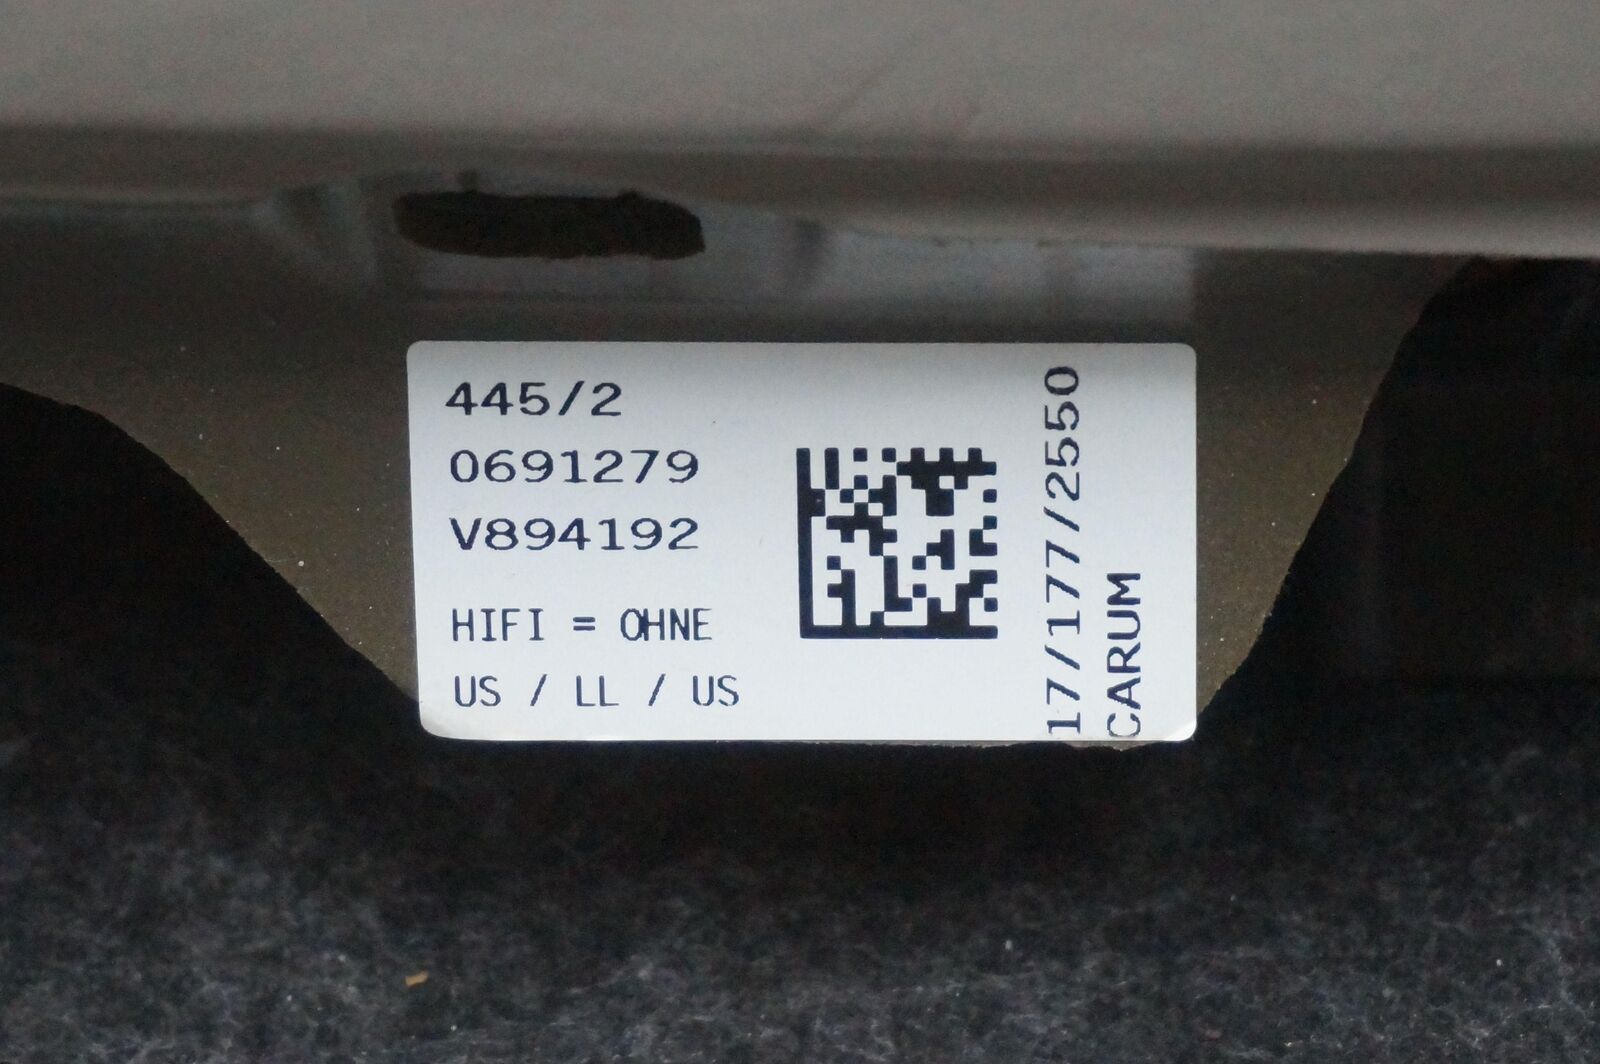 445/2
0691279
V894192
HIFI = OHNE
US / LL / US
17/177/2550
CARUM